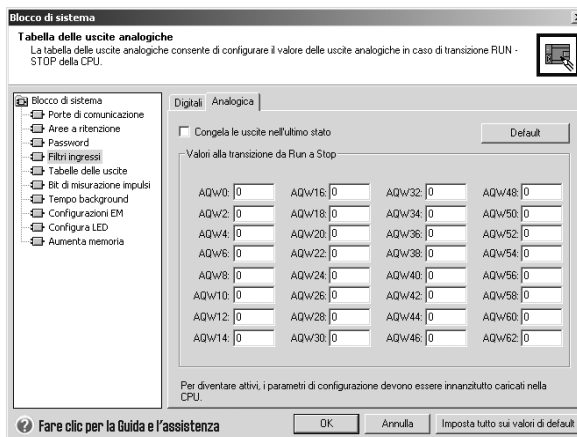 Blocco di sistema
Tabella delle uscite analogiche
La tabella delle uscite analogiche consente di configurare il valore delle uscite analogiche in caso di transizione RUN -
STOP della CPU.
Blocco di sistema
Porte di comunicazione
Aree a ritenzione
Password
Filtri ingressi
Tabelle delle uscite
Bit di misurazione impulsi
Tempo background
Configurazioni EM
Configura LED
Aumenta memoria
Digitali Analogica
Congela le uscite nell'ultimo stato Default
Valori alla transizione da Run a Stop
AQW0: 0 AQW16: 0 AQW32: 0 AQW48: 0
AQW2: 0 AQW18: 0 AQW34: 0 AQW50: 0
AQW4: 0 AQW20: 0 AQW36: 0 AQW52: 0
AQW6: 0 AQW22: 0 AQW38: 0 AQW54: 0
AQW8: 0 AQW24: 0 AQW40: 0 AQW56: 0
AQW10: 0 AQW26: 0 AQW42: 0 AQW58: 0
AQW12: 0 AQW28: 0 AQW44: 0 AQW60: 0
AQW14: 0 AQW30: 0 AQW46: 0 AQW62: 0
Per diventare attivi, i parametri di configurazione devono essere innanzitutto caricati nella
CPU.
Fare clic per la Guida e l'assistenza OK Annulla Imposta tutto sui valori di default